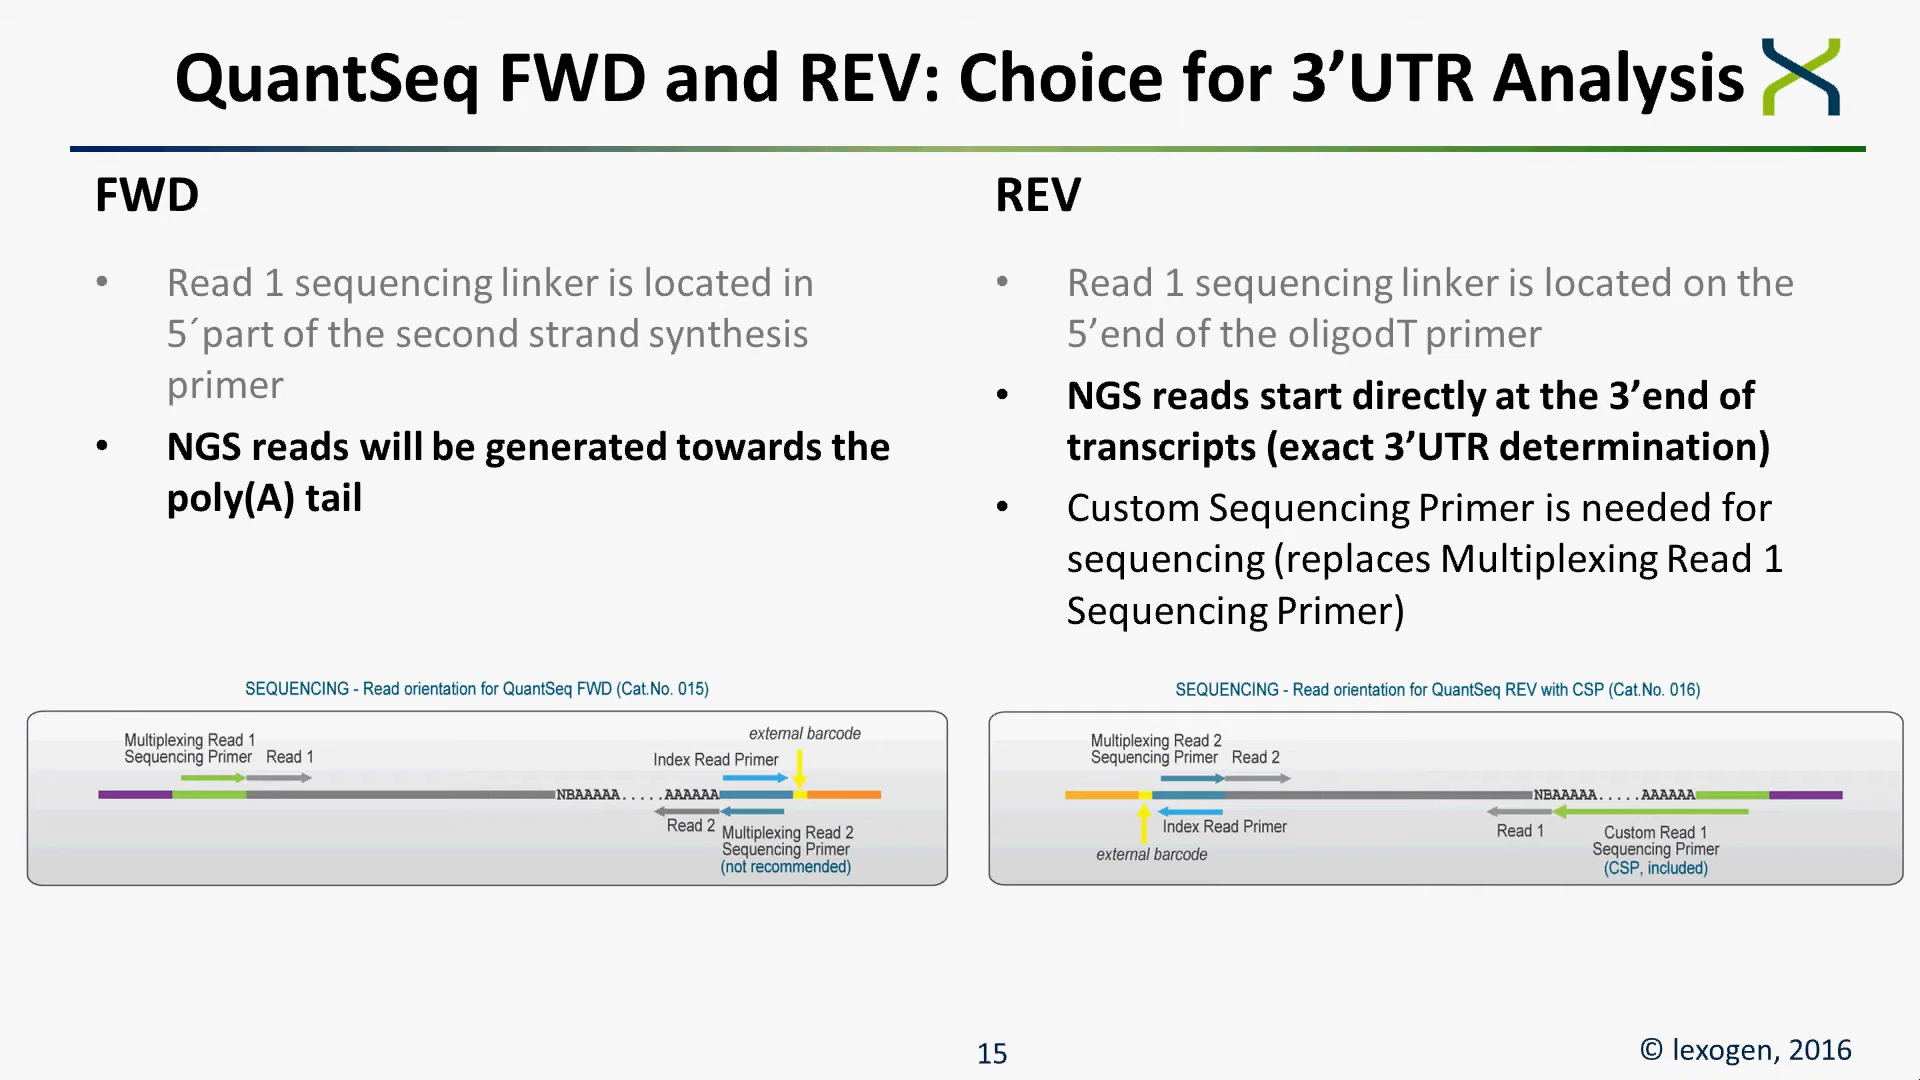 QuantSeq FWD and REV: Choice for 3’UTR Analysis
FWD
• Read 1 sequencing linker is located in
5´part of the second strand synthesis
primer
• NGS reads will be generated towards the
poly(A) tail
REV
• Read 1 sequencing linker is located on the
5’end of the oligodT primer
• NGS reads start directly at the 3’end of
transcripts (exact 3’UTR determination)
• Custom Sequencing Primer is needed for
sequencing (replaces Multiplexing Read 1
Sequencing Primer)
SEQUENCING - Read orientation for QuantSeq FWD (Cat.No. 015)
external barcode
Multiplexing Read 1
Sequencing Primer
Read 1
Index Read Primer
NBAAAAA.....AAAAAA
Read 2
Multiplexing Read 2
Sequencing Primer
(not recommended)
SEQUENCING - Read orientation for QuantSeq REV with CSP (Cat.No. 016)
Multiplexing Read 2
Sequencing Primer
Read 2
NBAAAAA.....AAAAAA
Index Read Primer
external barcode
Read 1
Custom Read 1
Sequencing Primer
(CSP, included)
15
© lexogen, 2016